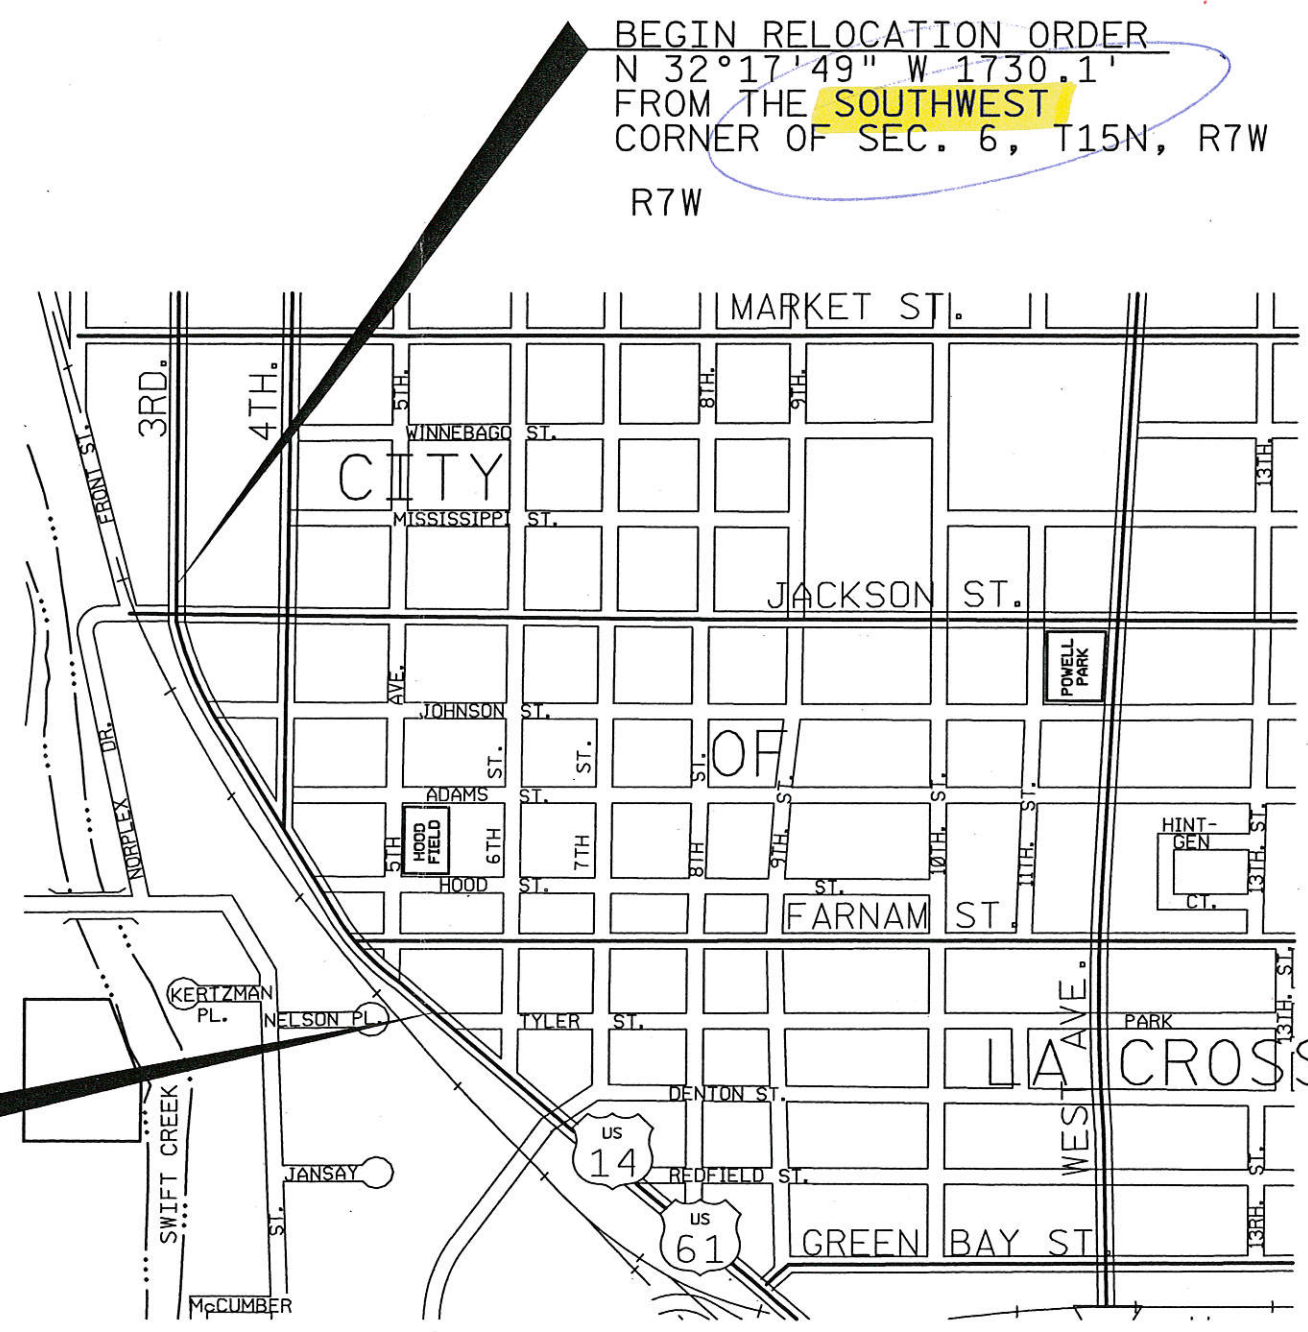 BEGIN RELOCATION ORDER
N 32°17'49" W 1730.1'
FROM THE SOUTHWEST
CORNER OF SEC. 6, T15N, R7W
R7W
MARKET ST.
3RD.
4TH.
5TH.
8TH.
9TH.
WINNEBAGO ST.
FRONT ST.
CITY
13TH.
MISSISSIPPI ST.
JACKSON ST.
POWELL
PARK
AVE.
JOHNSON ST.
DR.
ST.
ST.
ST.
OF
ST.
ST.
ST.
ADAMS ST.
NORPLEX
5TH
HOOD
FIELD
6TH
7TH
8TH
9TH.
10TH.
11TH.
HINT-
GEN
CT.
13TH. ST.
HOOD ST.
ST.
FARNAM ST.
KERTZMAN
PL.
NELSON PL.
TYLER ST.
WEST AVE.
PARK
13TH. ST.
LA CROSS
DENTON ST.
SWIFT CREEK
US
14
JANSAY
ST.
REDFIELD ST.
US
61
GREEN BAY ST.
13RH. ST.
McCUMBER